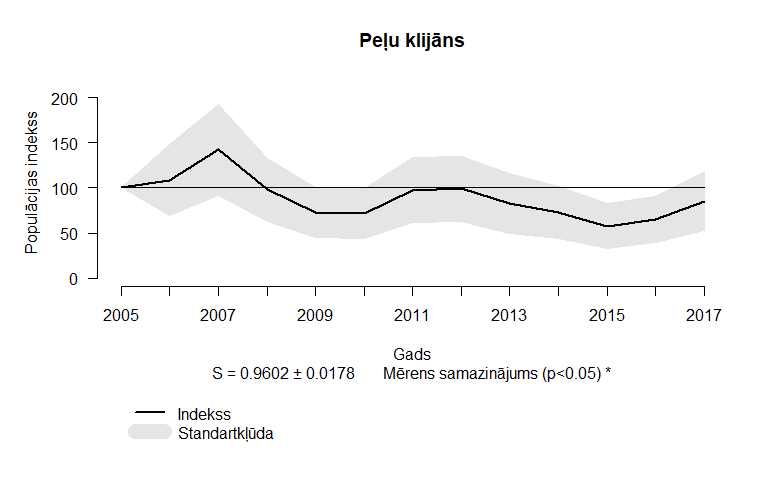 Peļu klijāns
Populācijas indekss
200
150
100
50
0
2005 2007 2009 2011 2013 2015 2017
Gads
S = 0.9602 ± 0.0178 Mērens samazinājums (p<0.05) *
Indekss
Standartkļūda